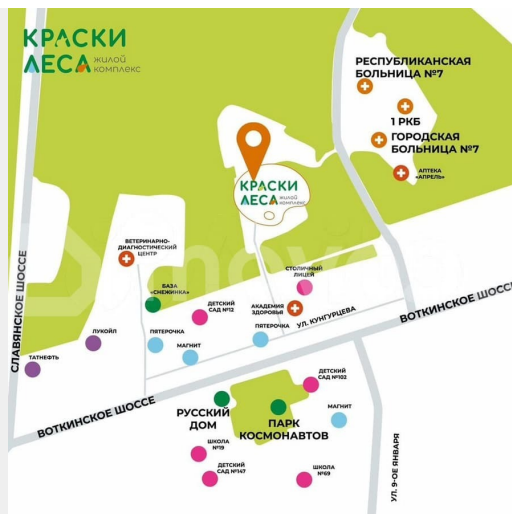 КРАСКИ
ЛЕСА
жилой
комплекс
РЕСПУБЛИКАНСКАЯ
БОЛЬНИЦА №7
1 РКБ
ГОРОДСКАЯ
БОЛЬНИЦА №7
АПТЕКА
«АПРЕЛЬ»
КРАСКИ
ЛЕСА
жилой
комплекс
ВЕТЕРИНАРНО-
ДИАГНОСТИЧЕСКИЙ
ЦЕНТР
СЛАВЯНСКОЕ ШОССЕ
БАЗА
«СНЕЖИНКА»
ДЕТСКИЙ
САД №12
СТОЛИЧНЫЙ
ЛИЦЕЙ
АКАДЕМИЯ
ЗДОРОВЬЯ
УЛ. КУНГУРЦЕВА
ВОТКИНСКОЕ ШОССЕ
ЛУКОЙЛ
ТАТНЕФТЬ
ПЯТЕРОЧКА
МАГНИТ
ПЯТЕРОЧКА
ВОТКИНСКОЕ ШОССЕ
ДЕТСКИЙ
САД №102
РУССКИЙ
ДОМ
ПАРК
КОСМОНАВТОВ
МАГНИТ
ШКОЛА
№19
ДЕТСКИЙ
САД №147
ШКОЛА
№69
УЛ. 9-ОЕ ЯНВАРЯ